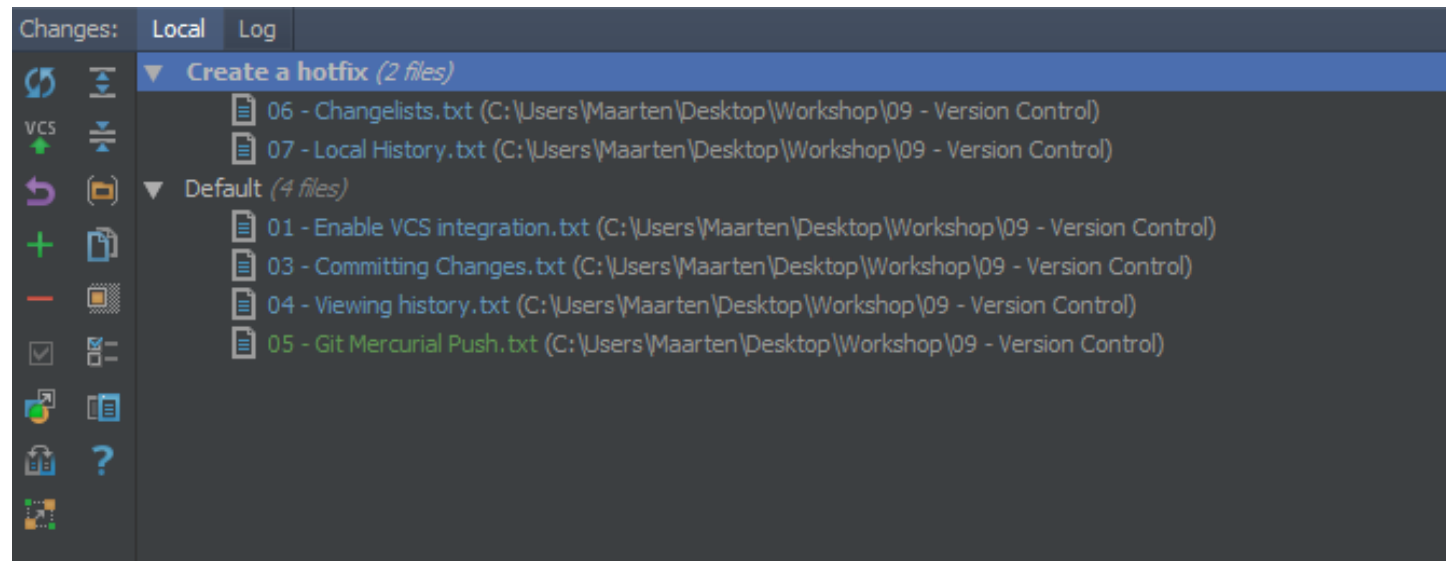 Changes: Local Log
Create a hotfix (2 files)
06 - Changelists.txt (C:\Users\Maarten\Desktop\Workshop\09 - Version Control)
VCS
07 - Local History.txt (C:\Users\Maarten\Desktop\Workshop\09 - Version Control)
Default (4 files)
01 - Enable VCS integration.txt (C:\Users\Maarten\Desktop\Workshop\09 - Version Control)
03 - Committing Changes.txt (C:\Users\Maarten\Desktop\Workshop\09 - Version Control)
04 - Viewing history.txt (C:\Users\Maarten\Desktop\Workshop\09 - Version Control)
05 - Git Mercurial Push.txt (C:\Users\Maarten\Desktop\Workshop\09 - Version Control)
?